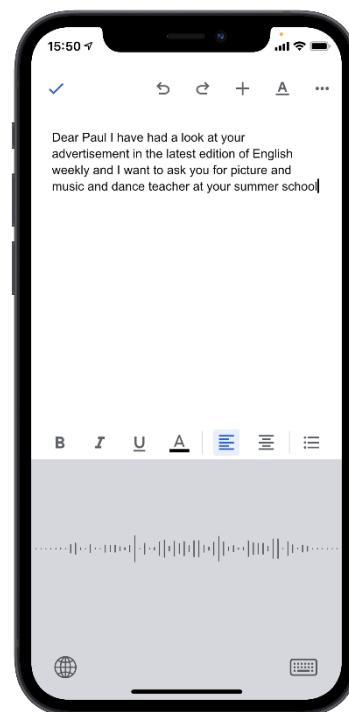 15:50
A
Dear Paul I have had a look at your
advertisement in the latest edition of English
weekly and I want to ask you for picture and
music and dance teacher at your summer school
B I U A